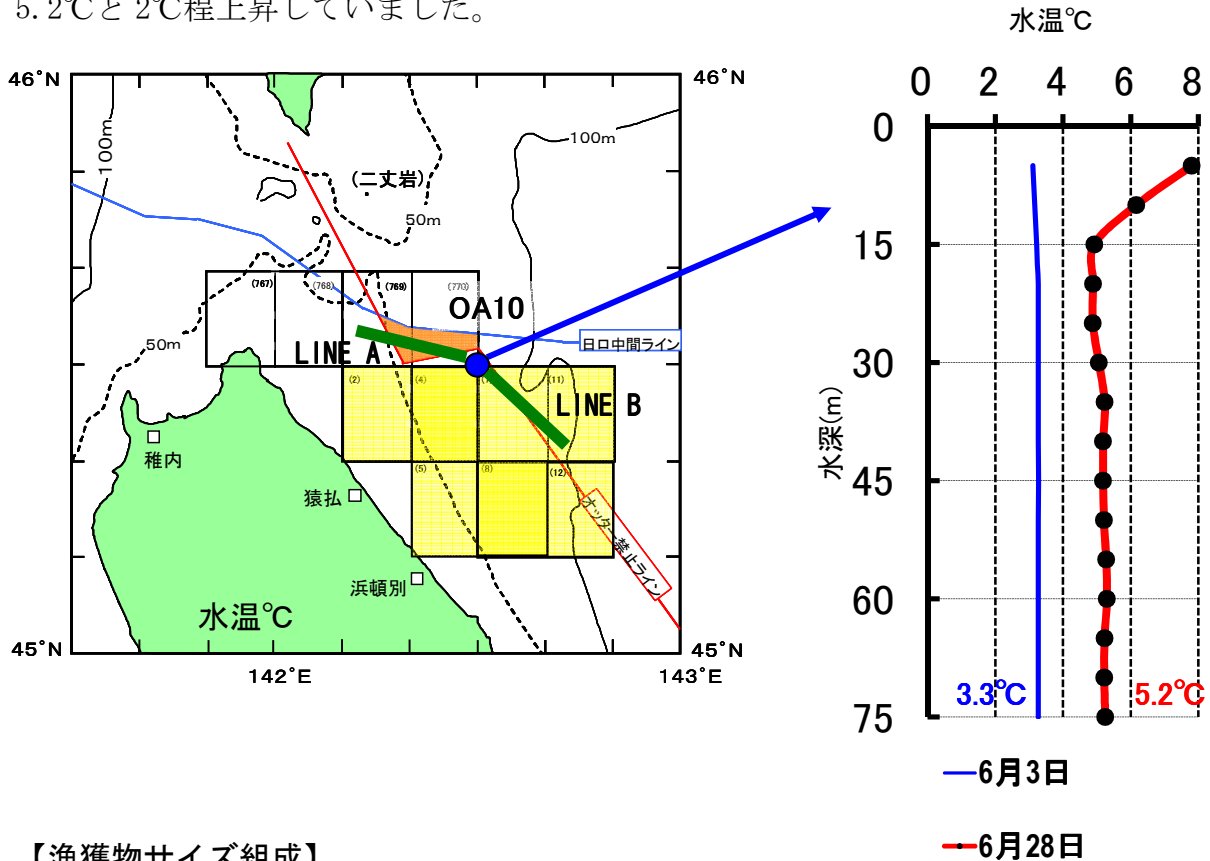 5.2℃と2℃程上昇していました。
水温℃
0 2 4 6 8
0
15
30
45
60
75
水深(m)
3.3℃
5.2℃
6月3日
6月28日
46°N
46°N
100m
100m
(二丈岩)
50m
50m
(767)
(768)
(769)
(770)
OA10
日ロ中間ライン
LINE A
LINE B
(2)
(4)
(11)
(5)
(8)
(12)
稚内
猿払
浜頓別
オッター禁止ライン
水温℃
45°N
45°N
142°E
143°E
【漁獲物サイズ組成】